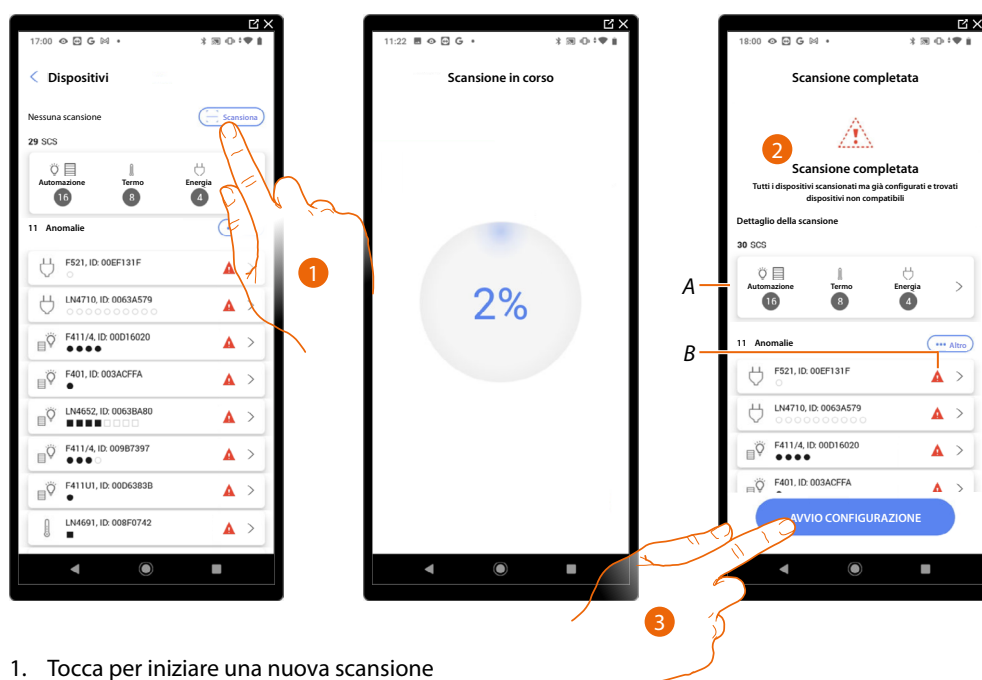 17:00 G
Dispositivi
Nessuna scansione
Scansiona
29 SCS
Automazione Termo Energia
16 8 4
11 Anomalie
F521, ID: 00EF131F
LN4710, ID: 0063A579
F411/4, ID: 00D16020
F401, ID: 003ACFFA
LN4652, ID: 0063BA80
F411/4, ID: 009B7397
F411U1, ID: 00D6383B
LN4691, ID: 008F0742
1
11:22 G
Scansione in corso
2%
18:00 G
Scansione completata
2
Scansione completata
Tutti i dispositivi scansionati ma già configurati e trovati
dispositivi non compatibili
Dettaglio della scansione
30 SCS
A
Automazione Termo Energia
16 8 4
B
11 Anomalie
••• Altro
F521, ID: 00EF131F
LN4710, ID: 0063A579
F411/4, ID: 00D16020
F401, ID: 003ACFFA
AVVIO CONFIGURAZIONE
3
1. Tocca per iniziare una nuova scansione